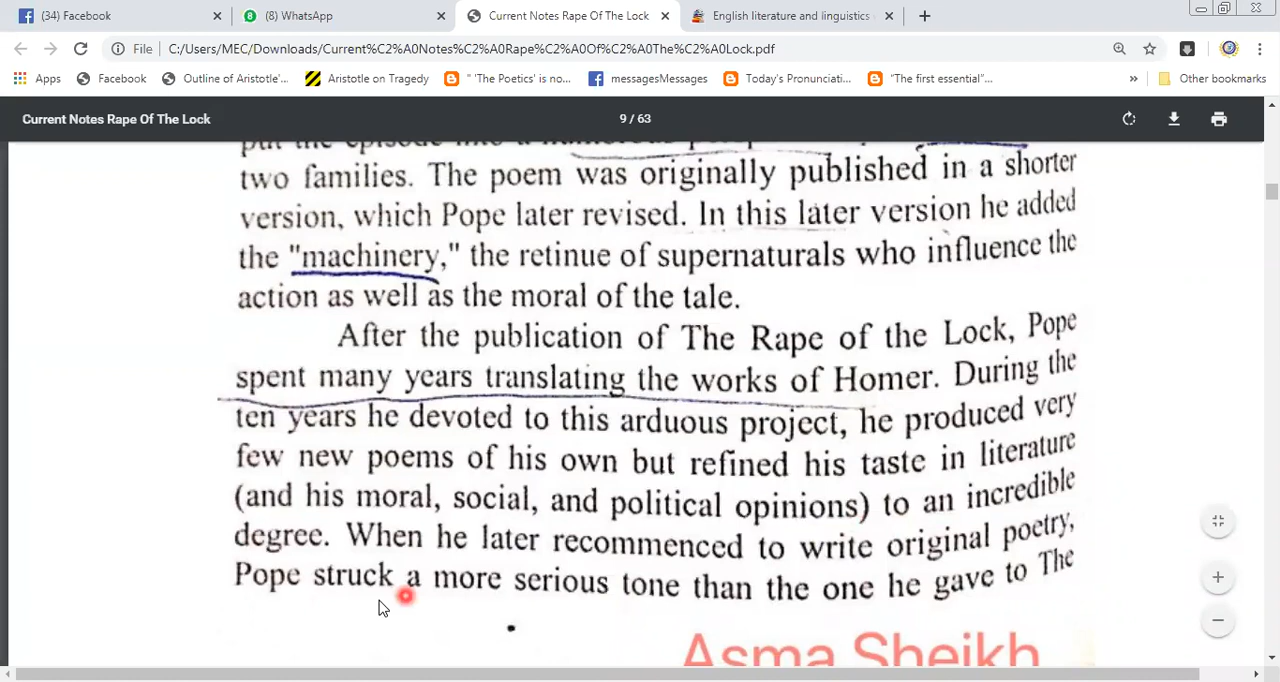 (34) Facebook
(8) WhatsApp
Current Notes Rape Of The Lock
English literature and linguistics
File
C:/Users/MEC/Downloads/Current%C2%A0Notes%C2%A0Rape%C2%A0Of%C2%A0The%C2%A0Lock.pdf
Apps
Facebook
Outline of Aristotle'...
Aristotle on Tragedy
" 'The Poetics' is no...
messagesMessages
Today's Pronunciati...
"The first essential"...
»
Other bookmarks
Current Notes Rape Of The Lock
9 / 63
put the episode into a humorous
two families. The poem was originally published in a shorter
version, which Pope later revised. In this later version he added
the "machinery," the retinue of supernaturals who influence the
action as well as the moral of the tale.
After the publication of The Rape of the Lock, Pope
spent many years translating the works of Homer. During the
ten years he devoted to this arduous project, he produced very
few new poems of his own but refined his taste in literature
(and his moral, social, and political opinions) to an incredible
degree. When he later recommenced to write original poetry,
Pope struck a more serious tone than the one he gave to The
Asma Sheikh